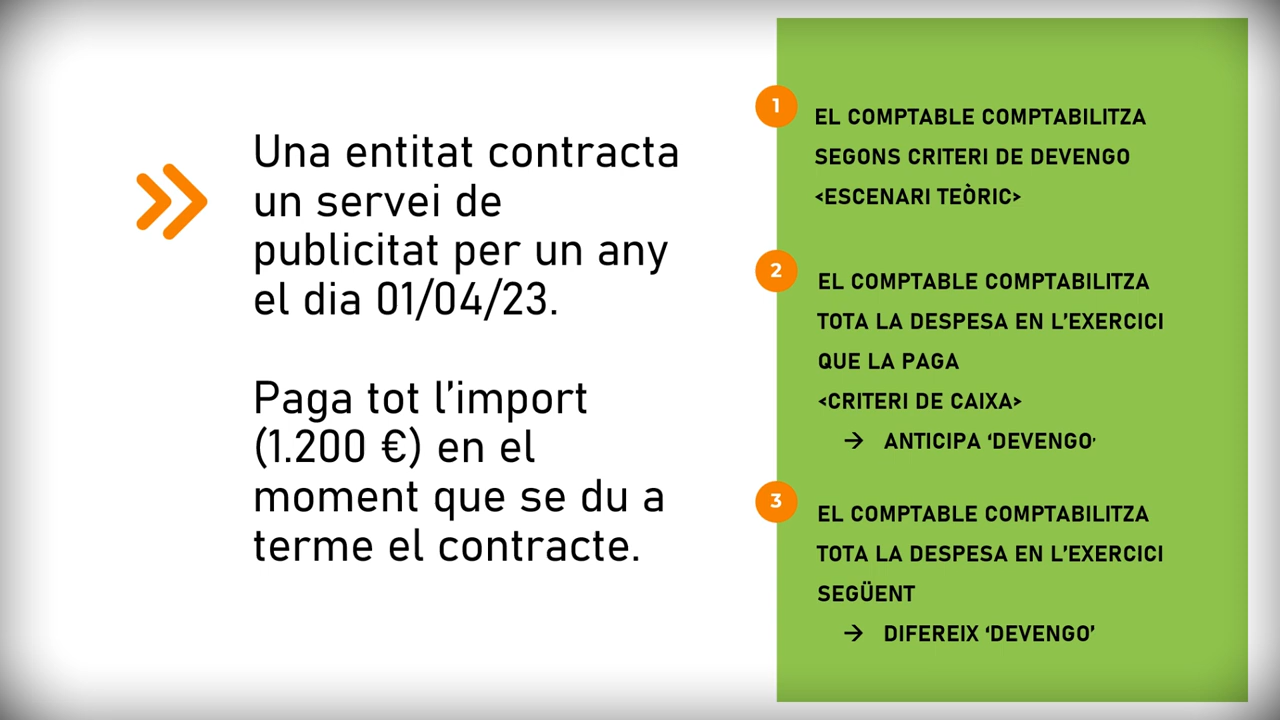 Una entitat contracta
un servei de
publicitat per un any
el dia 01/04/23.
Paga tot l'import
(1.200 €) en el
moment que se du a
terme el contracte.
1
EL COMPTABLE COMPTABILITZA
SEGONS CRITERI DE DEVENGO
<ESCENARI TEÒRIC>
2
EL COMPTABLE COMPTABILITZA
TOTA LA DESPESA EN L'EXERCICI
QUE LA PAGA
<CRITERI DE CAIXA>
→ ANTICIPA ‘DEVENGO’
3
EL COMPTABLE COMPTABILITZA
TOTA LA DESPESA EN L'EXERCICI
SEGÜENT
→ DIFEREIX ‘DEVENGO’